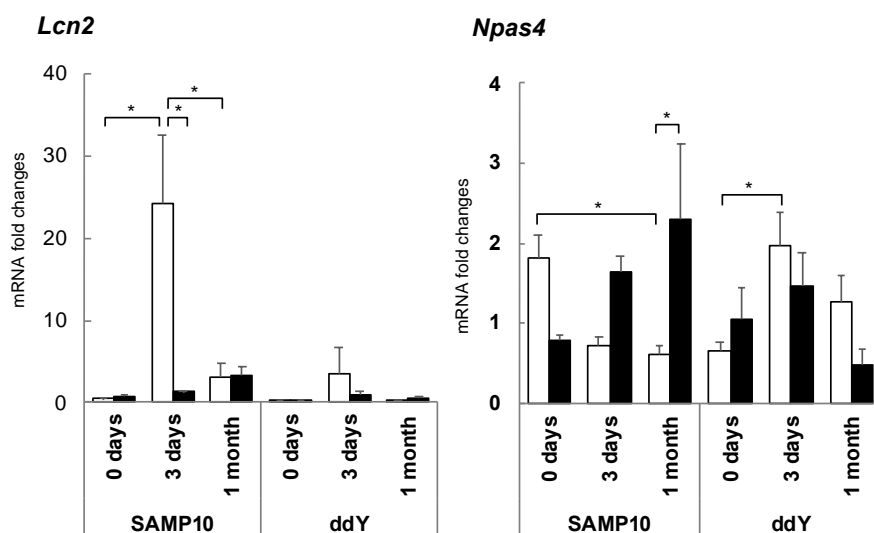 Lcn2
mRNA fold changes
40
30
20
10
0
*
* *
0 days
3 days
1 month
0 days
3 days
1 month
SAMP10 ddY
Npas4
mRNA fold changes
4
3
2
1
0
*
*
*
0 days
3 days
1 month
0 days
3 days
1 month
SAMP10 ddY